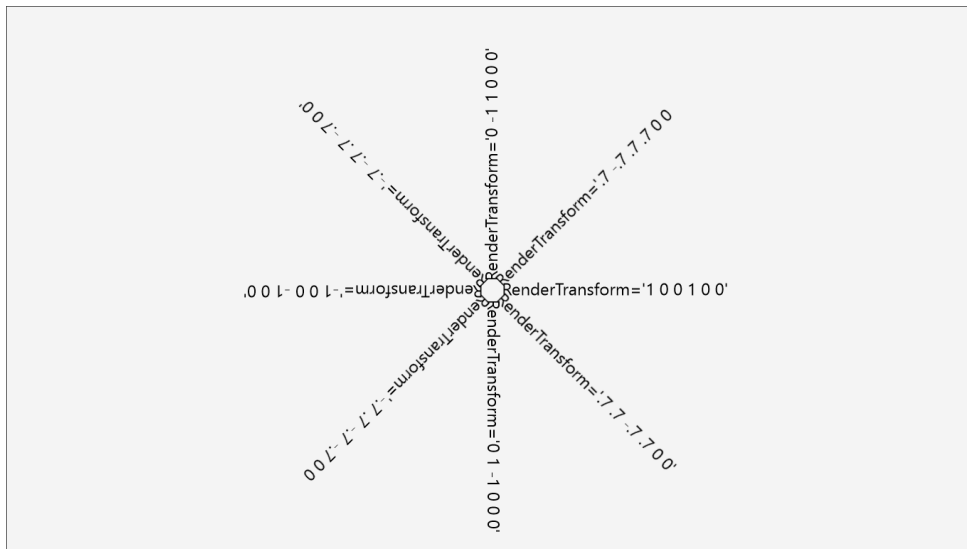 RenderTransform='0 -1 1 0 0 0'
RenderTransform='.7 -.7 .7 .7 0 0
RenderTransform='1 0 0 1 0 0'
RenderTransform='.7 .7 -.7 .7 0 0'
RenderTransform='0 1 -1 0 0 0'
RenderTransform='-.7 .7 -.7 -.7 0 0
RenderTransform='-1 0 0 -1 0 0'
RenderTransform='-.7 -.7 .7 -.7 0 0'